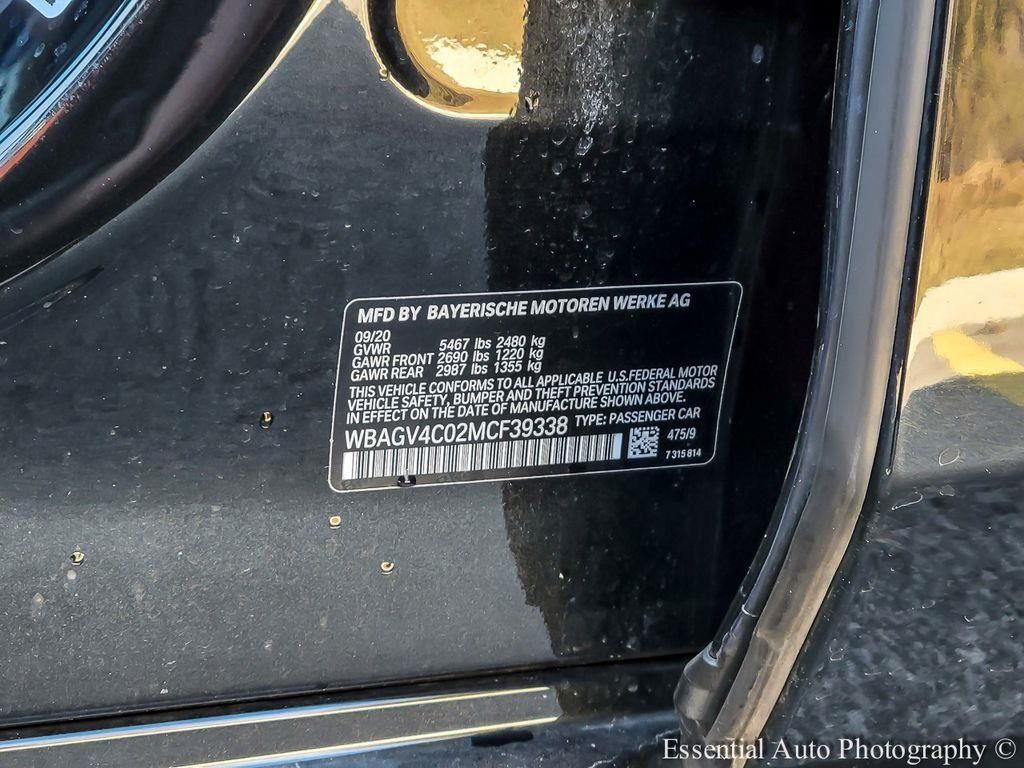 MFD BY BAYERISCHE MOTOREN WERKE AG
09/20
GVWR 5467 lbs 2480 kg
GAWR FRONT 2690 lbs 1220 kg
GAWR REAR 2987 lbs 1355 kg
THIS VEHICLE CONFORMS TO ALL APPLICABLE U.S.FEDERAL MOTOR
VEHICLE SAFETY, BUMPER AND THEFT PREVENTION STANDARDS
IN EFFECT ON THE DATE OF MANUFACTURE SHOWN ABOVE.
WBAGV4C02MCF39338 TYPE: PASSENGER CAR
475/9
7 315 814
Essential Auto Photography ©